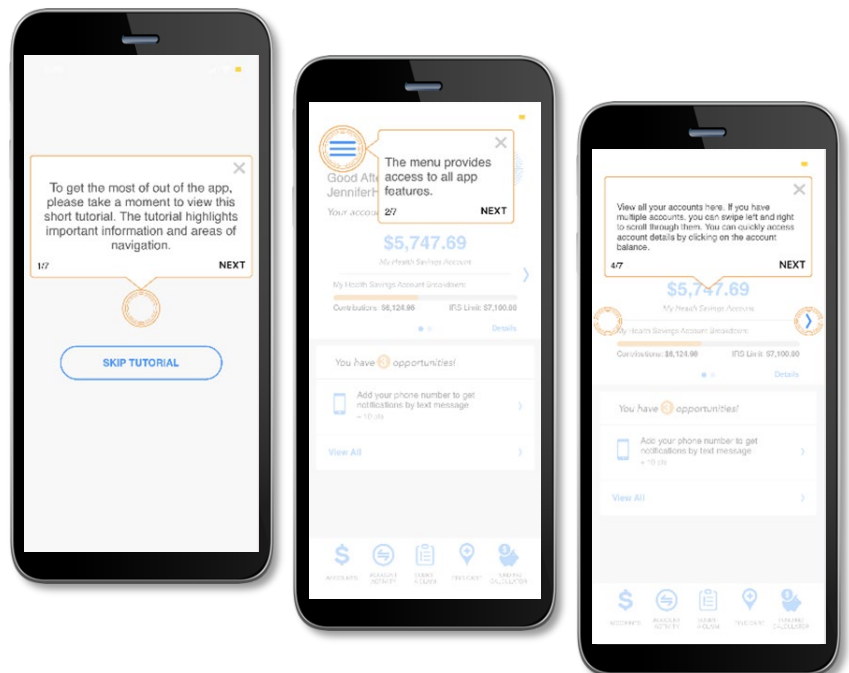 To get the most of out of the app,
please take a moment to view this
short tutorial. The tutorial highlights
important information and areas of
navigation.
1/7 NEXT
SKIP TUTORIAL
The menu provides
access to all app
features.
2/7 NEXT
Good Afte
JenniferH
Your accou
$5,747.69
My Health Savings Account
My Health Savings Account Breakdown
Contributions: $6,124.98 IRS Limit: $7,100.00
Details
You have 3 opportunities!
Add your phone number to get
notifications by text message
View All
ACCOUNTS
View all your accounts here. If you have
multiple accounts, you can swipe left and right
to scroll through them. You can quickly access
account details by clicking on the account
balance.
4/7 NEXT
$5,747.69
My Health Savings Account
My Health Savings Account Breakdown
Contributions: $6,124.98 IRS Limit: $7,100.00
Details
You have 3 opportunities!
Add your phone number to get
notifications by text message
View All
ACCOUNTS